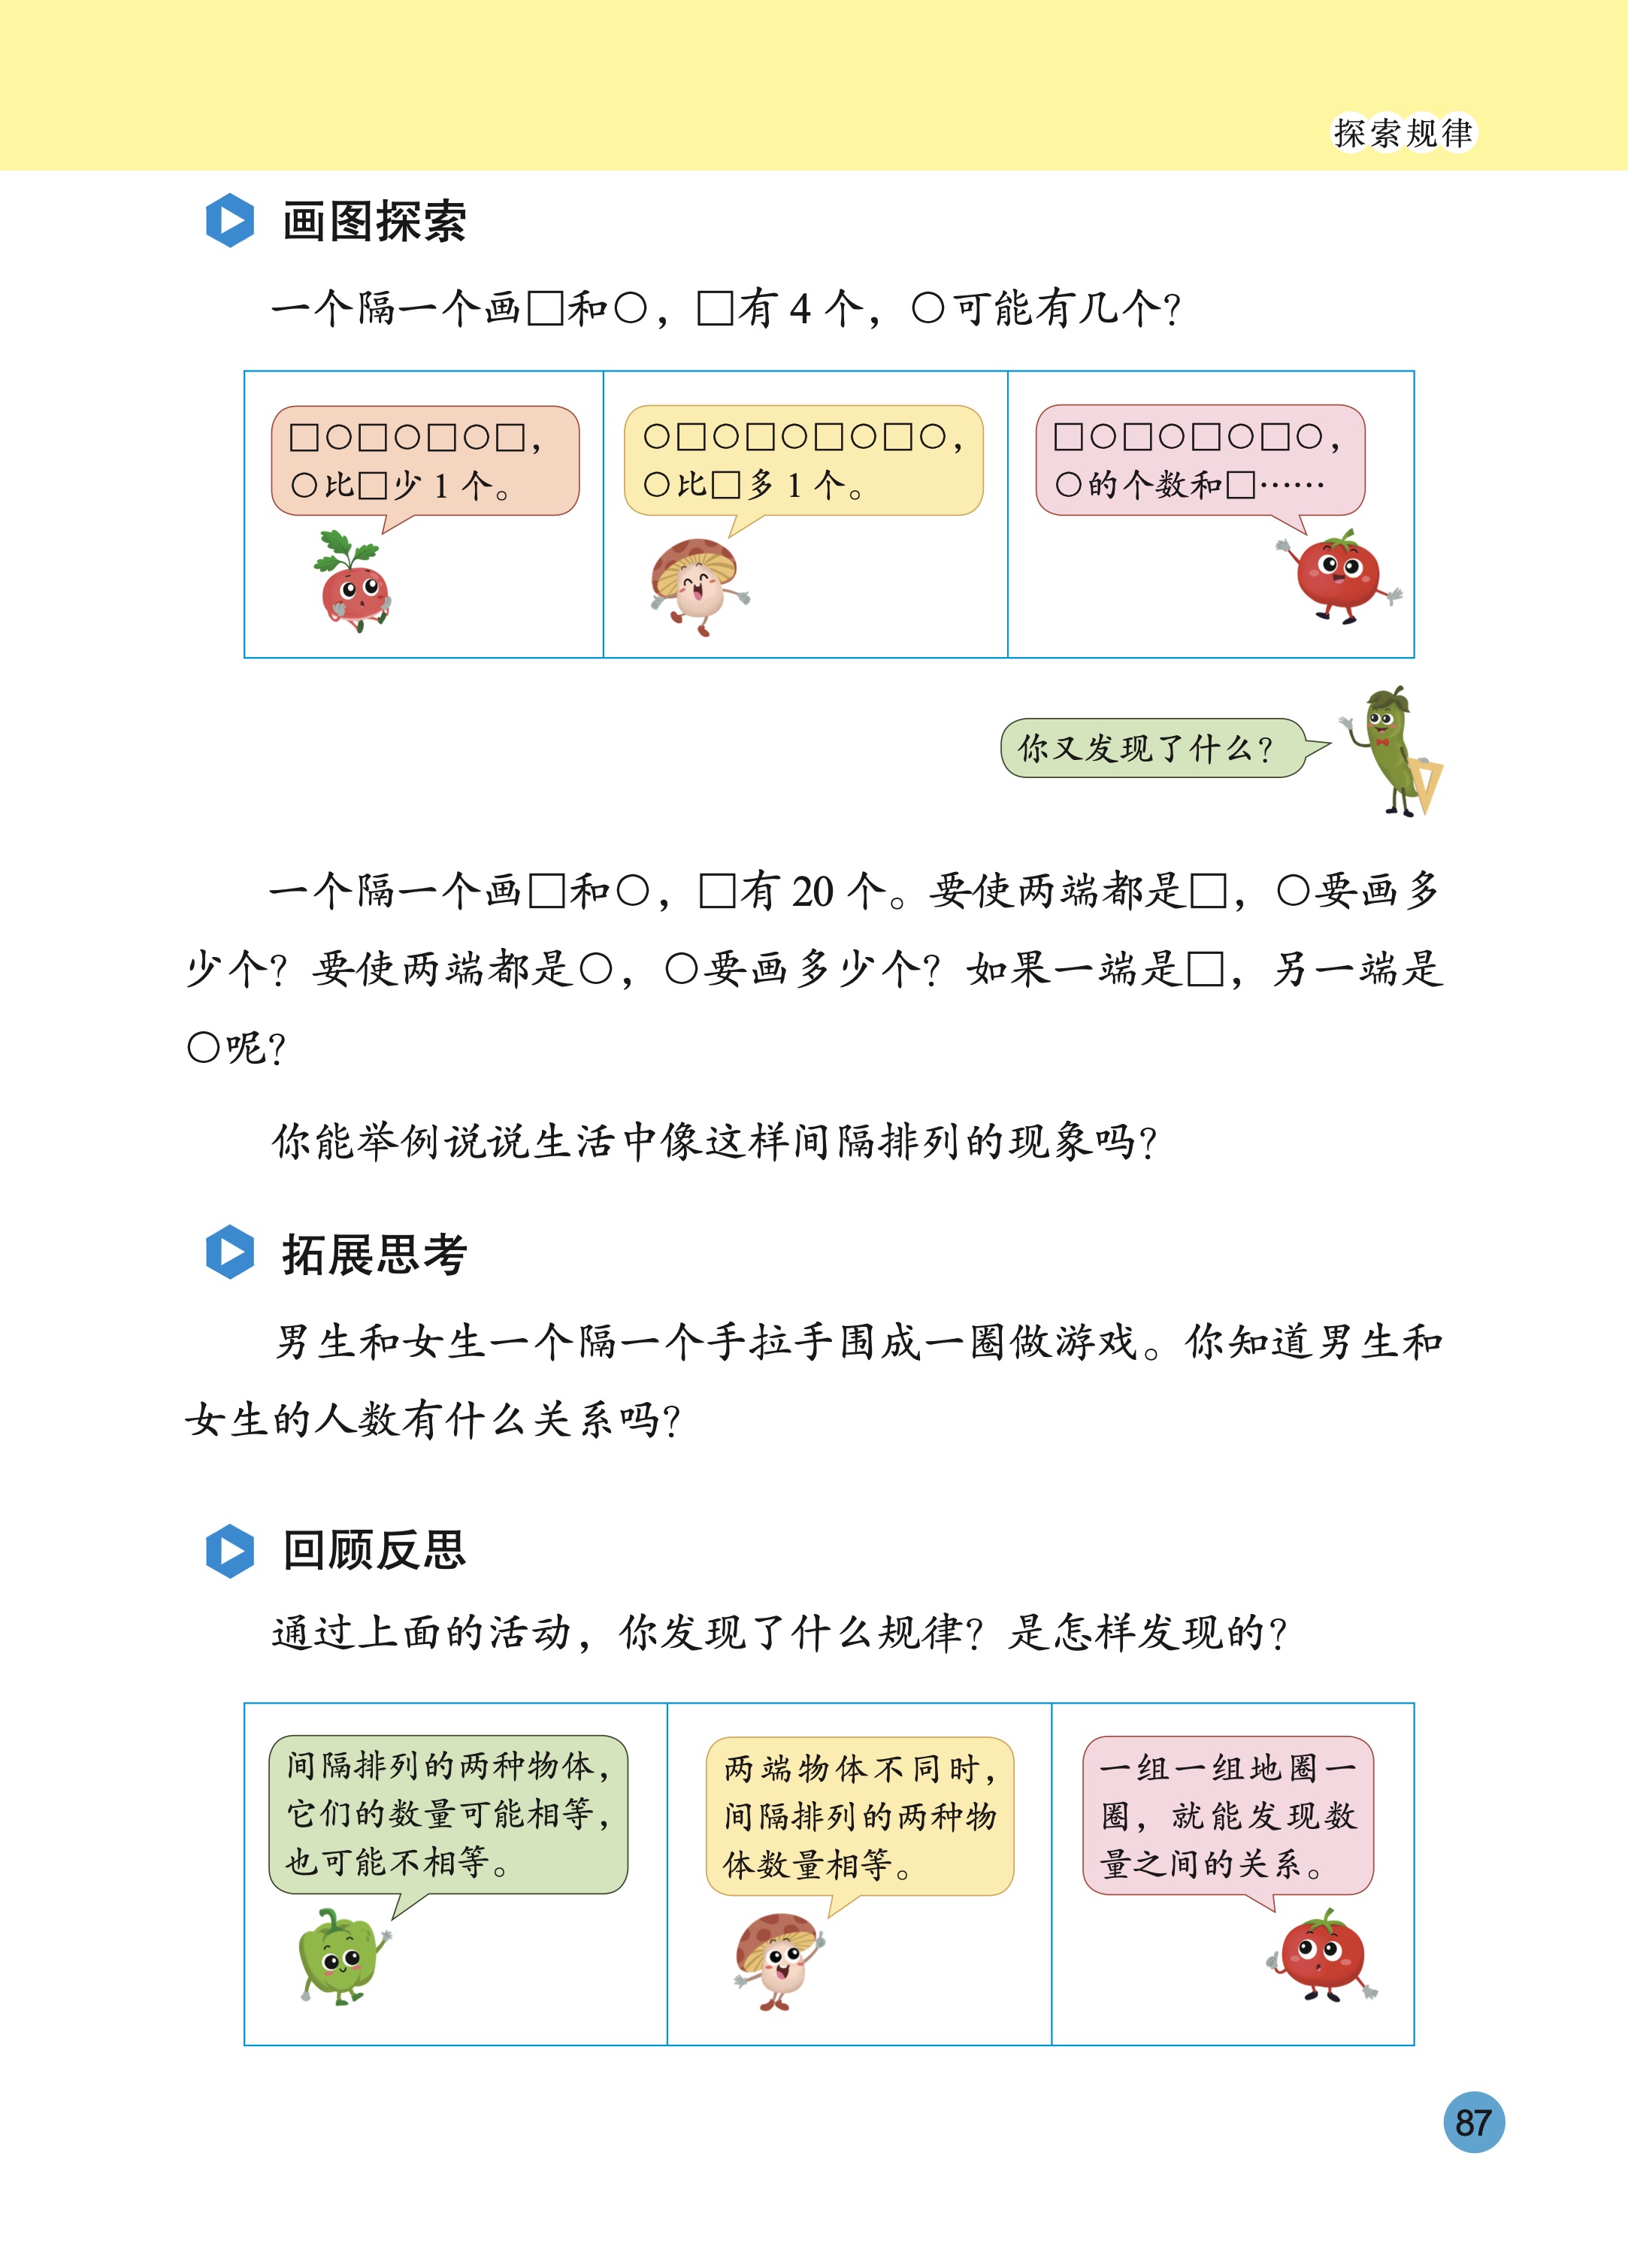 探索规律
画图探索
一个隔一个画□和○，□有 4 个，○可能有几个？
□○□○□○□，
○比□少 1 个。
○□○□○□○□○，
○比□多 1 个。
□○□○□○□○，
○的个数和□……
你又发现了什么？
一个隔一个画□和○，□有 20 个。要使两端都是□，○要画多
少个？要使两端都是○，○要画多少个？如果一端是□，另一端是
○呢？
你能举例说说生活中像这样间隔排列的现象吗？
拓展思考
男生和女生一个隔一个手拉手围成一圈做游戏。你知道男生和
女生的人数有什么关系吗？
回顾反思
通过上面的活动，你发现了什么规律？是怎样发现的？
间隔排列的两种物体，
它们的数量可能相等，
也可能不相等。
两端物体不同时，
间隔排列的两种物
体数量相等。
一组一组地圈一
圈，就能发现数
量之间的关系。
87